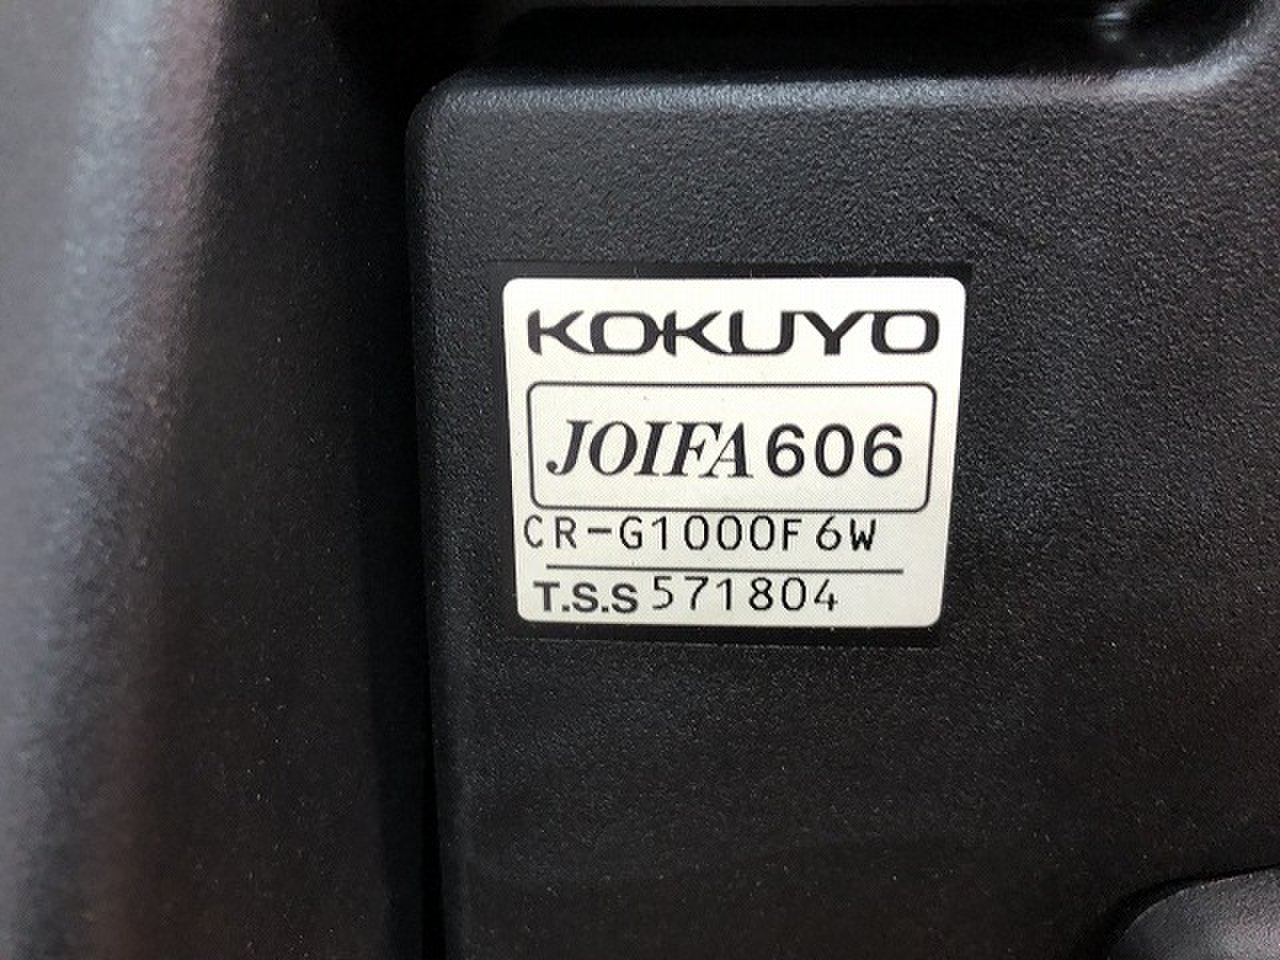 KOKUYO
JOIFA 606
CR-G1000F6W
T.S.S 571804